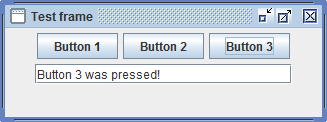 Test frame
Button 1 Button 2 Button 3
Button 3 was pressed!